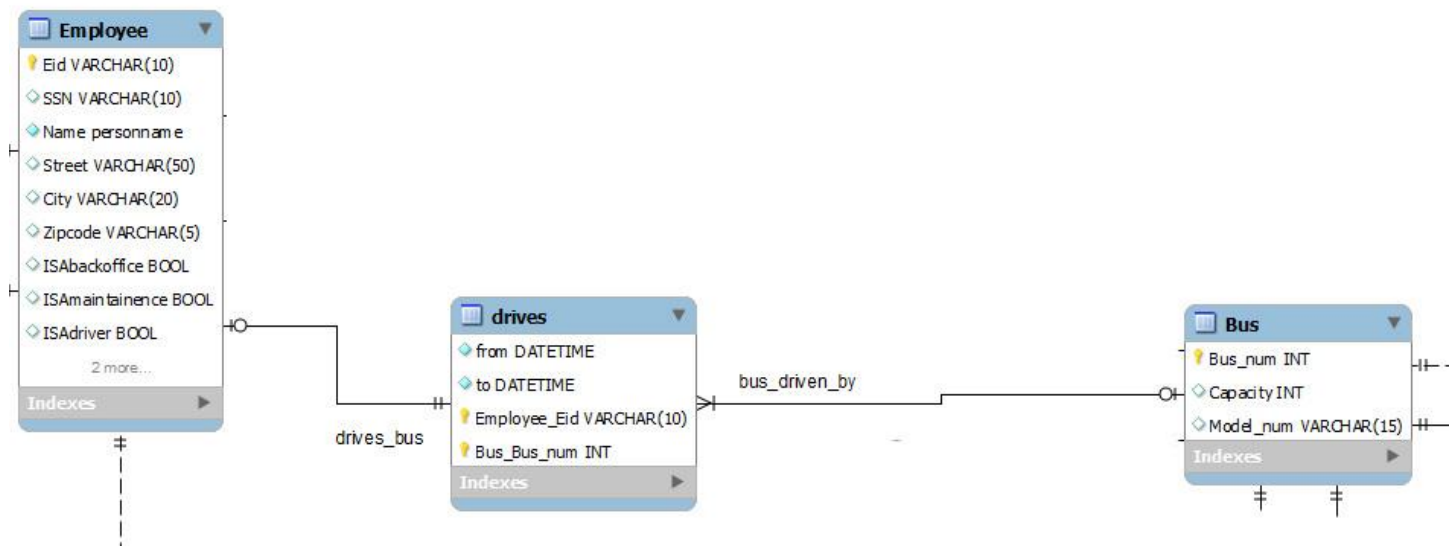 Employee
Eid VARCHAR(10)
SSN VARCHAR(10)
Name personname
Street VARCHAR(50)
City VARCHAR(20)
Zipcode VARCHAR(5)
ISAbackoffice BOOL
ISAmaintainence BOOL
ISAdriver BOOL
2 more...
Indexes
drives_bus
drives
from DATETIME
to DATETIME
Employee_Eid VARCHAR(10)
Bus_Bus_num INT
Indexes
bus_driven_by
Bus
Bus_num INT
Capacity INT
Model_num VARCHAR(15)
Indexes